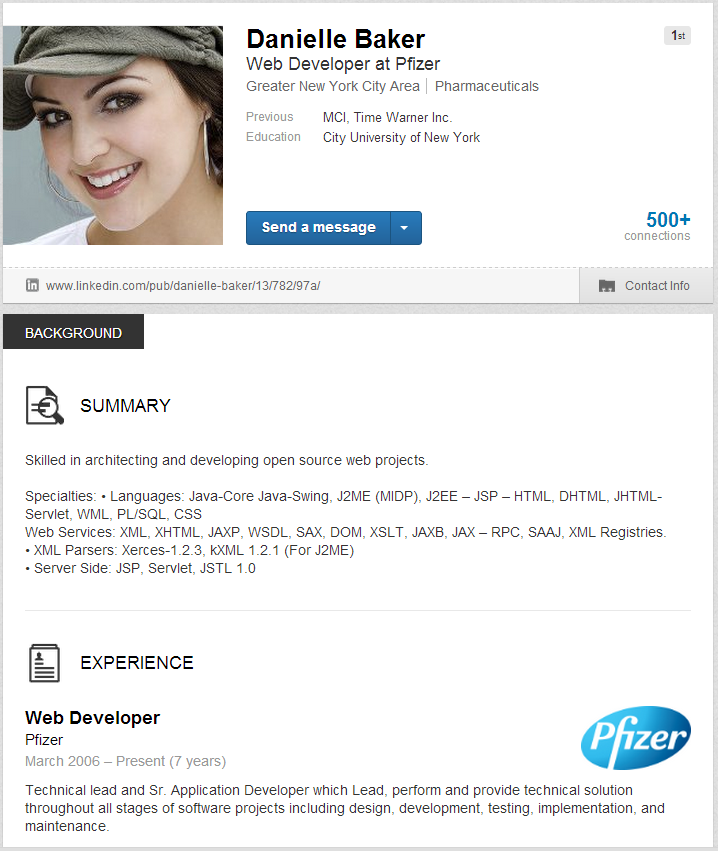 Danielle Baker
1st
Web Developer at Pfizer
Greater New York City Area | Pharmaceuticals
Previous MCI, Time Warner Inc.
Education City University of New York
Send a message
500+
connections
in www.linkedin.com/pub/danielle-baker/13/782/97a/
Contact Info
BACKGROUND
SUMMARY
Skilled in architecting and developing open source web projects.
Specialties: • Languages: Java-Core Java-Swing, J2ME (MIDP), J2EE – JSP – HTML, DHTML, JHTML-
Servlet, WML, PL/SQL, CSS
Web Services: XML, XHTML, JAXP, WSDL, SAX, DOM, XSLT, JAXB, JAX – RPC, SAAJ, XML Registries.
• XML Parsers: Xerces-1.2.3, kXML 1.2.1 (For J2ME)
• Server Side: JSP, Servlet, JSTL 1.0
EXPERIENCE
Web Developer
Pfizer
Pfizer
March 2006 – Present (7 years)
Technical lead and Sr. Application Developer which Lead, perform and provide technical solution
throughout all stages of software projects including design, development, testing, implementation, and
maintenance.